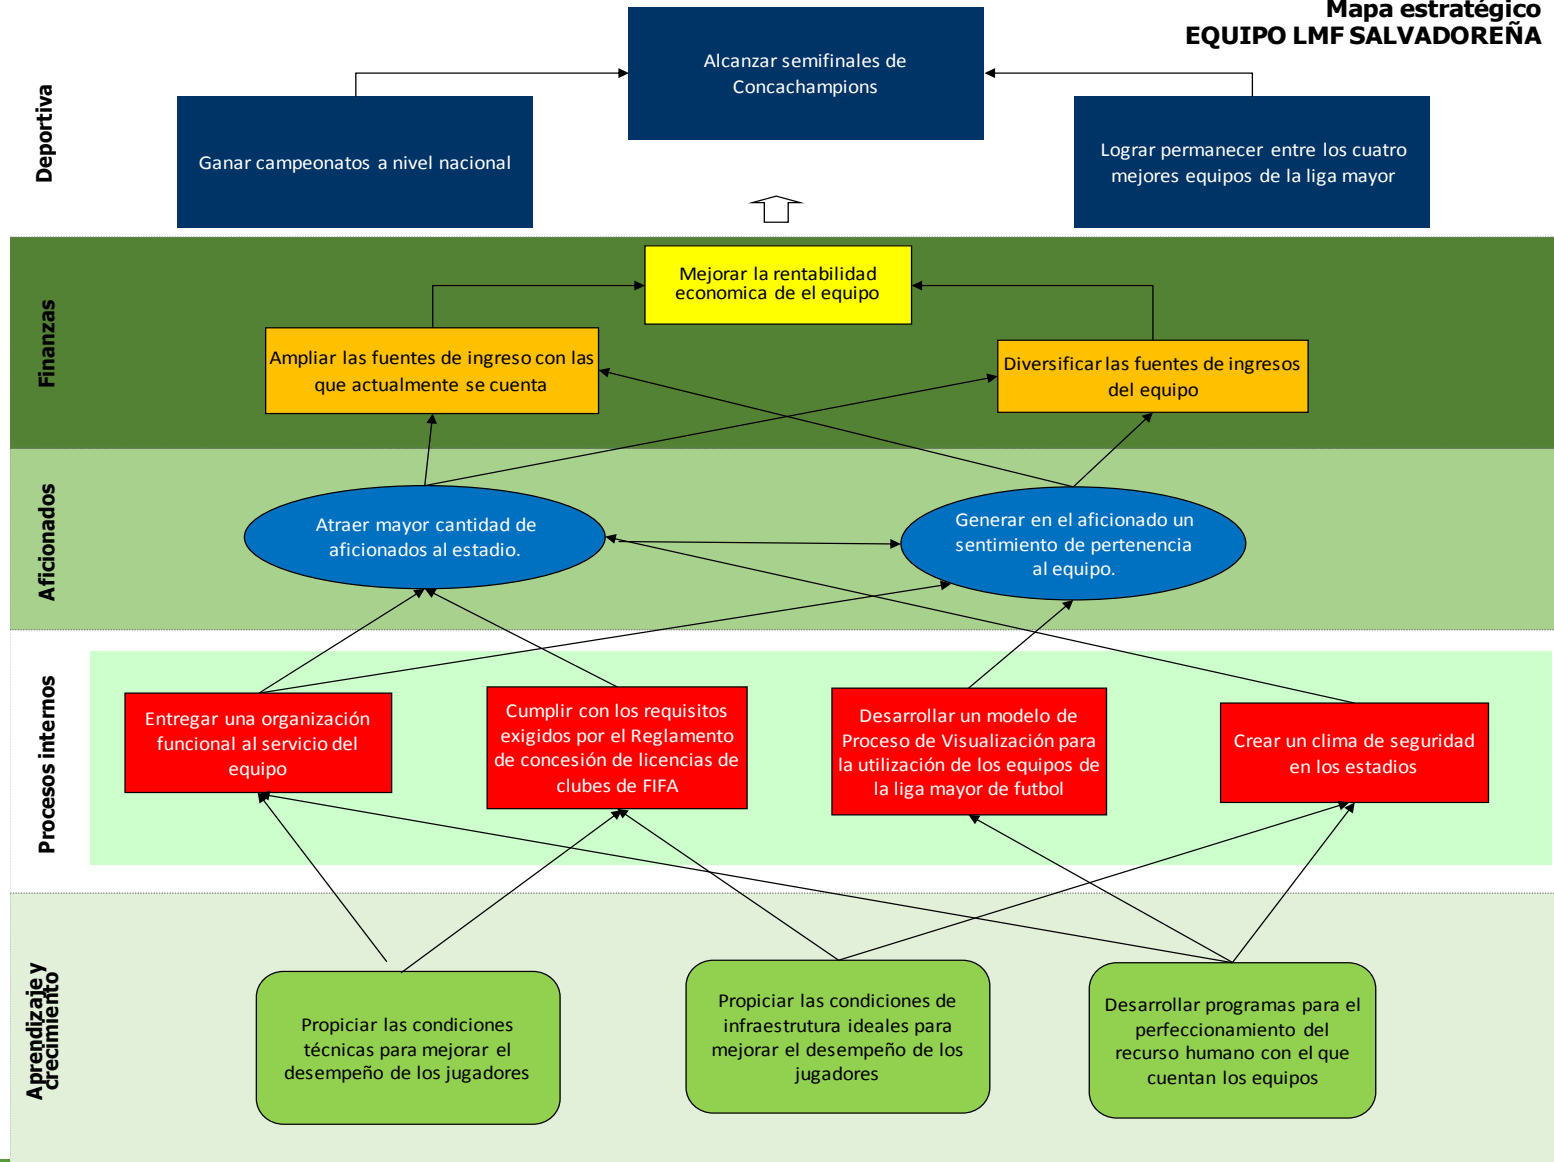 Mapa estratégico
EQUIPO LMF SALVADOREÑA
Deportiva
Alcanzar semifinales de
Concachampions
Ganar campeonatos a nivel nacional
Lograr permanecer entre los cuatro
mejores equipos de la liga mayor
Finanzas
Mejorar la rentabilidad
economica de el equipo
Ampliar las fuentes de ingreso con las
que actualmente se cuenta
Diversificar las fuentes de ingresos
del equipo
Aficionados
Atraer mayor cantidad de
aficionados al estadio.
Generar en el aficionado un
sentimiento de pertenencia
al equipo.
Procesos internos
Entregar una organización
funcional al servicio del
equipo
Cumplir con los requisitos
exigidos por el Reglamento
de concesión de licencias de
clubes de FIFA
Desarrollar un modelo de
Proceso de Visualización para
la utilización de los equipos de
la liga mayor de futbol
Crear un clima de seguridad
en los estadios
Aprendizaje y
crecimiento
Propiciar las condiciones
técnicas para mejorar el
desempeño de los jugadores
Propiciar las condiciones de
infraestrutura ideales para
mejorar el desempeño de los
jugadores
Desarrollar programas para el
perfeccionamiento del
recurso humano con el que
cuentan los equipos